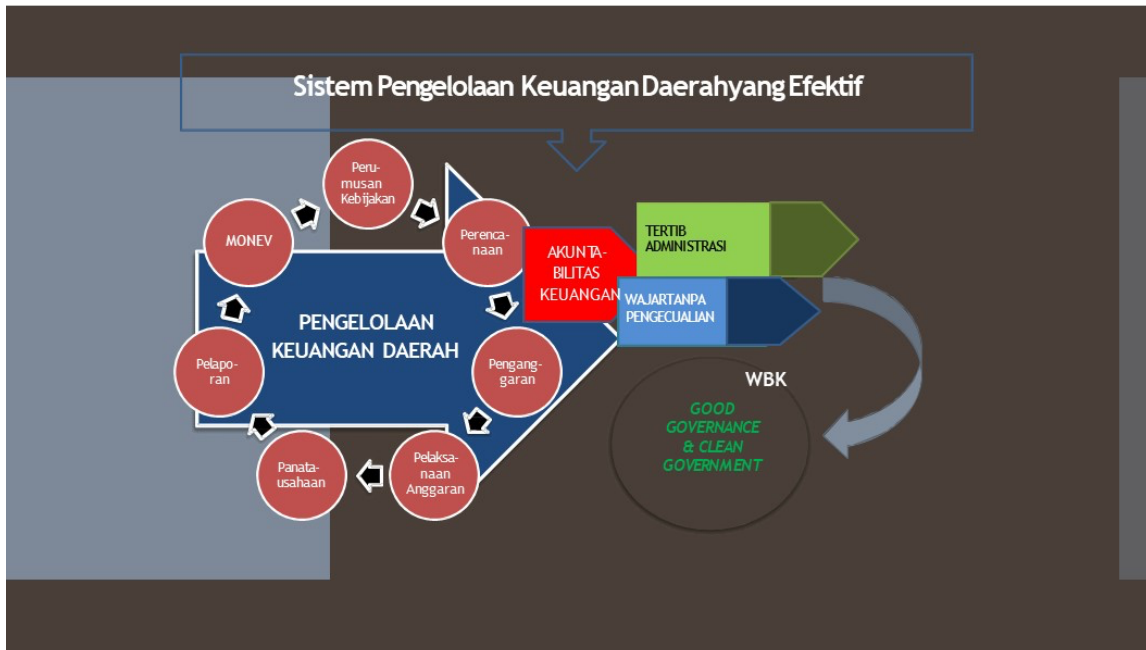 Sistem Pengelolaan Keuangan Daerahyang Efektif
Peru-
musan
Kebijakan
MONEV
Perenca-
naan
PENGELOLAAN
KEUANGAN DAERAH
Pelapo-
ran
Pengang-
garan
Panata-
usahaan
Pelaksa-
naan
Anggaran
AKUNTA-
BILITAS
KEUANGAN
TERTIB
ADMINISTRASI
WAJARTANPA
PENGECUALIAN
WBK
GOOD
GOVERNANCE
& CLEAN
GOVERNMENT